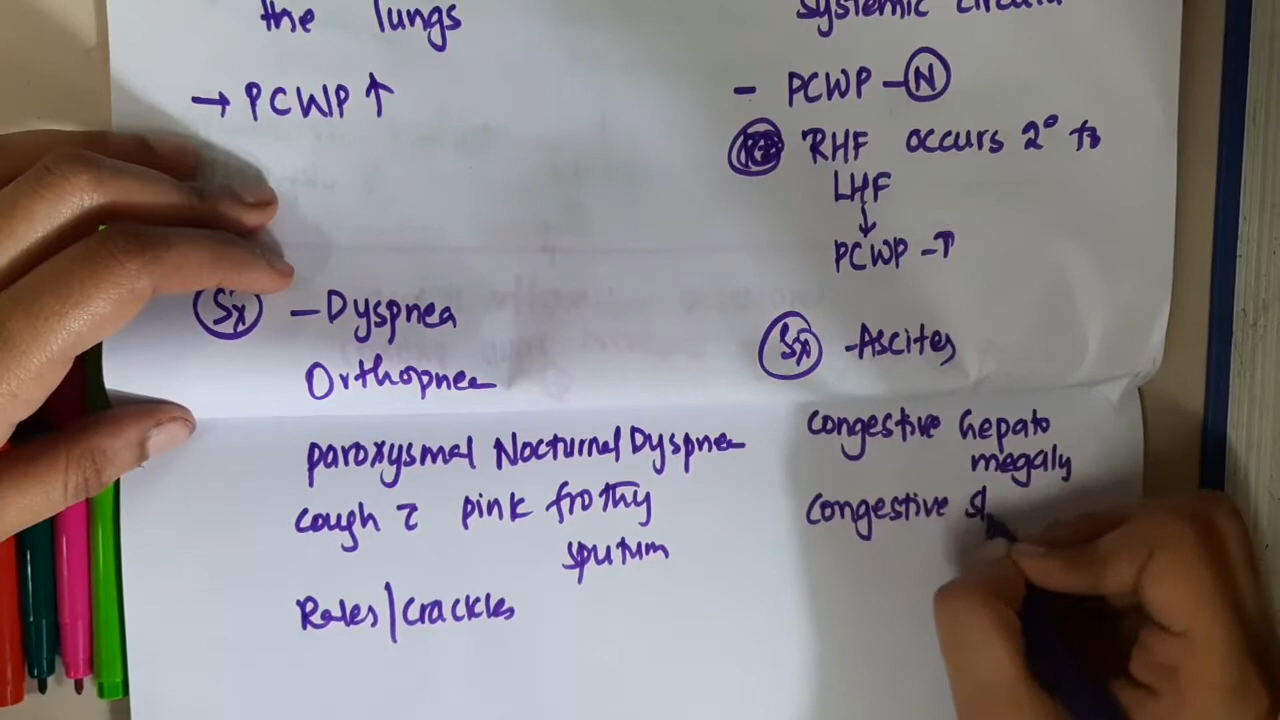 the lungs
→ PCWP ↑
Sx - Dyspnea
Orthopnea
paroxysmal Nocturnal Dyspnea
cough c̄ pink frothy
sputum
Rales/Crackles
systemic
- PCWP - N
RHF occurs 2° to
LHF
↓
PCWP - ↑
Sx - Ascites
congestive hepato
megaly
congestive